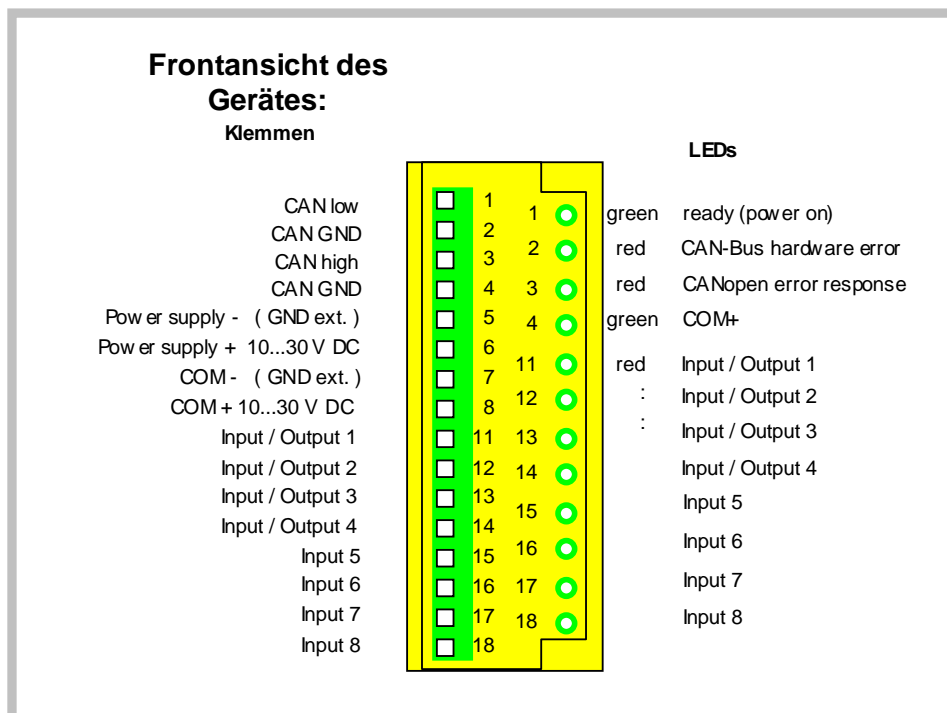 Frontansicht des
Gerätes:
Klemmen
LEDs
CAN low
CAN GND
CAN high
CAN GND
Power supply - ( GND ext. )
Power supply + 10...30 V DC
COM - ( GND ext. )
COM + 10...30 V DC
Input / Output 1
Input / Output 2
Input / Output 3
Input / Output 4
Input 5
Input 6
Input 7
Input 8
1
2
3
4
5
6
7
8
11
12
13
14
15
16
17
18
1 green ready (power on)
2 red CAN-Bus hardware error
3 red CANopen error response
4 green COM+
11 red Input / Output 1
12 : Input / Output 2
13 : Input / Output 3
14 Input / Output 4
15 Input 5
16 Input 6
17 Input 7
18 Input 8